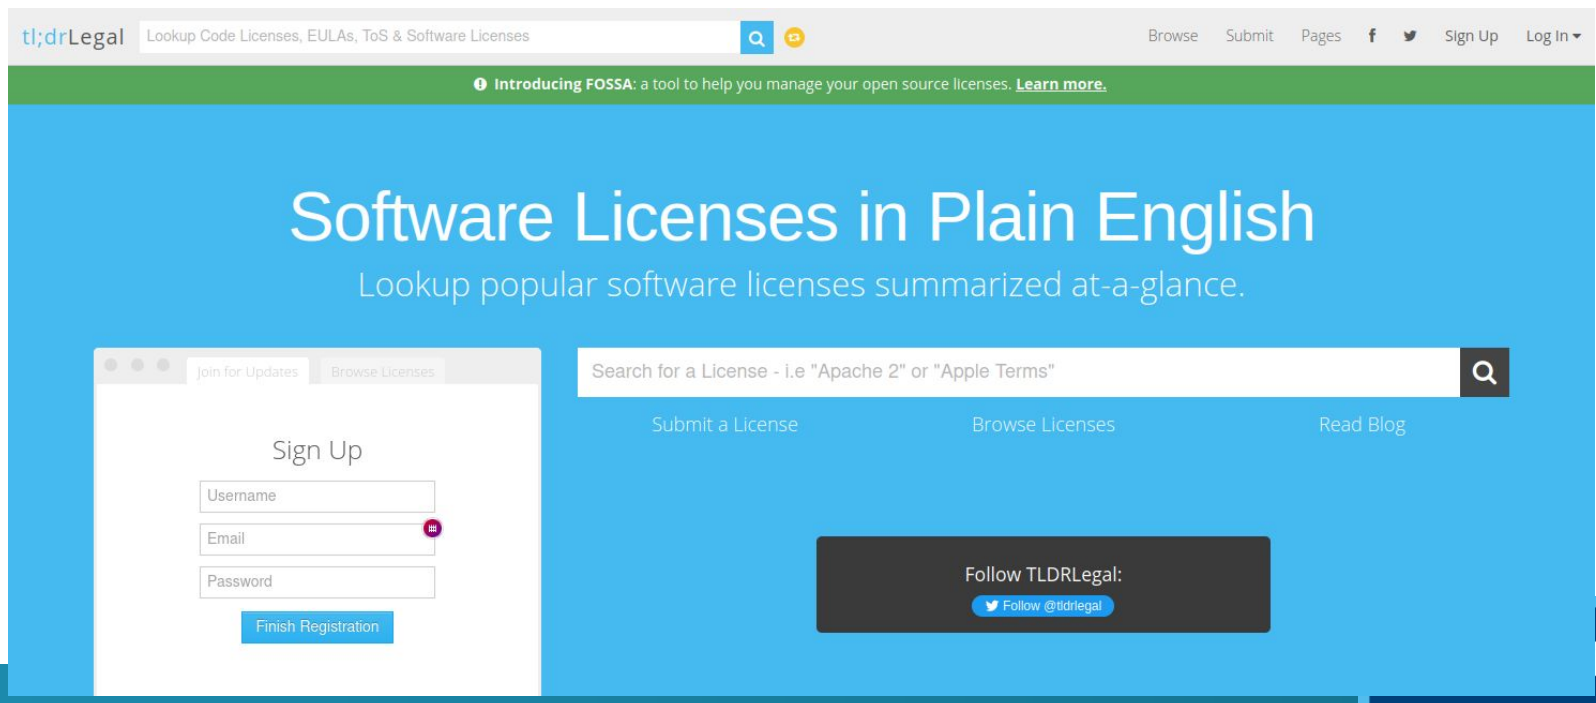 tl;drLegal Lookup Code Licenses, EULAs, ToS & Software Licenses Browse Submit Pages Sign Up Log In
Introducing FOSSA: a tool to help you manage your open source licenses. Learn more.
Software Licenses in Plain English
Lookup popular software licenses summarized at-a-glance.
Join for Updates Browse Licenses
Sign Up
Username
Email
Password
Finish Registration
Search for a License - i.e "Apache 2" or "Apple Terms"
Submit a License Browse Licenses Read Blog
Follow TLDRLegal:
Follow @tldrlegal